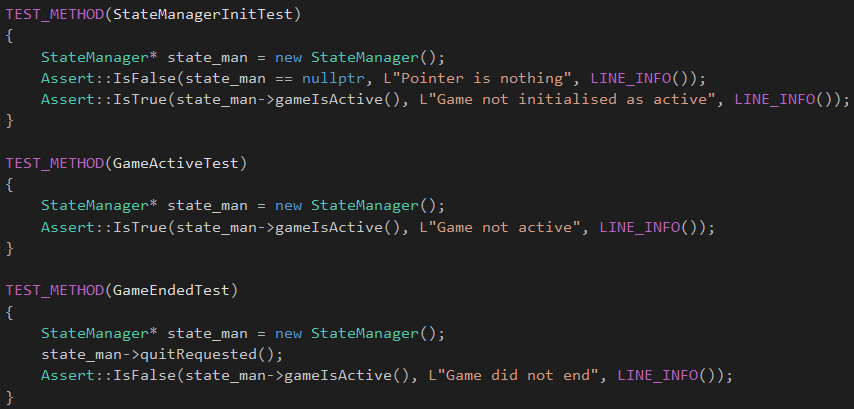 TEST_METHOD(StateManagerInitTest)
{
    StateManager* state_man = new StateManager();
    Assert::IsFalse(state_man == nullptr, L"Pointer is nothing", LINE_INFO());
    Assert::IsTrue(state_man->gameIsActive(), L"Game not initialised as active", LINE_INFO());
}
TEST_METHOD(GameActiveTest)
{
    StateManager* state_man = new StateManager();
    Assert::IsTrue(state_man->gameIsActive(), L"Game not active", LINE_INFO());
}
TEST_METHOD(GameEndedTest)
{
    StateManager* state_man = new StateManager();
    state_man->quitRequested();
    Assert::IsFalse(state_man->gameIsActive(), L"Game did not end", LINE_INFO());
}